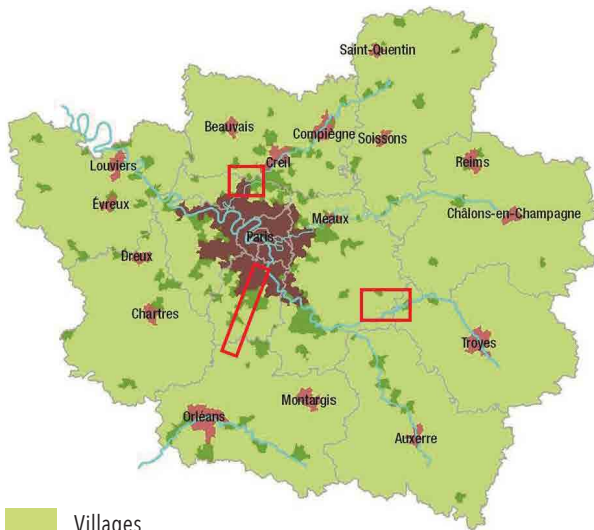 Saint-Quentin
Beauvais
Compiègne
Creil
Soissons
Louviers
Reims
Évreux
Meaux
Châlons-en-Champagne
Paris
Dreux
Chartres
Troyes
Montargis
Orléans
Auxerre
Villages